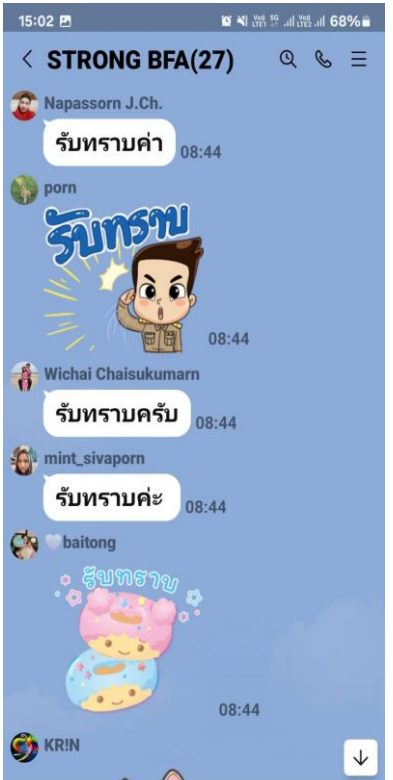 15:02 68%
STRONG BFA(27)
Napassorn J.Ch.
รับทราบค่า 08:44
porn
รับทราบ
08:44
Wichai Chaisukumarn
รับทราบครับ 08:44
mint_sivaporn
รับทราบค่ะ 08:44
baitong
รับทราบ
08:44
KR!N